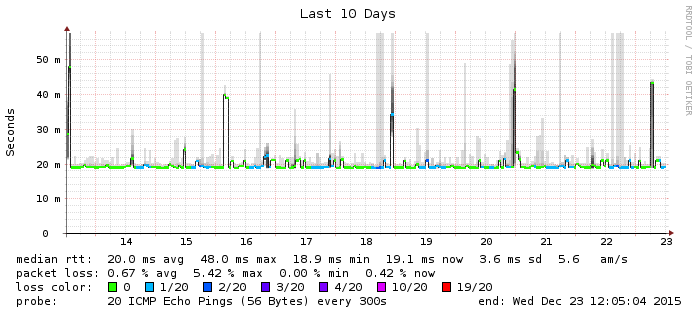 Last 10 Days
RRDTOOL / TOBI OETIKER
Seconds
50 m
40 m
30 m
20 m
10 m
0
14 15 16 17 18 19 20 21 22 23
median rtt: 20.0 ms avg 48.0 ms max 18.9 ms min 19.1 ms now 3.6 ms sd 5.6 am/s
packet loss: 0.67 % avg 5.42 % max 0.00 % min 0.42 % now
loss color: 0 1/20 2/20 3/20 4/20 10/20 19/20
probe: 20 ICMP Echo Pings (56 Bytes) every 300s end: Wed Dec 23 12:05:04 2015